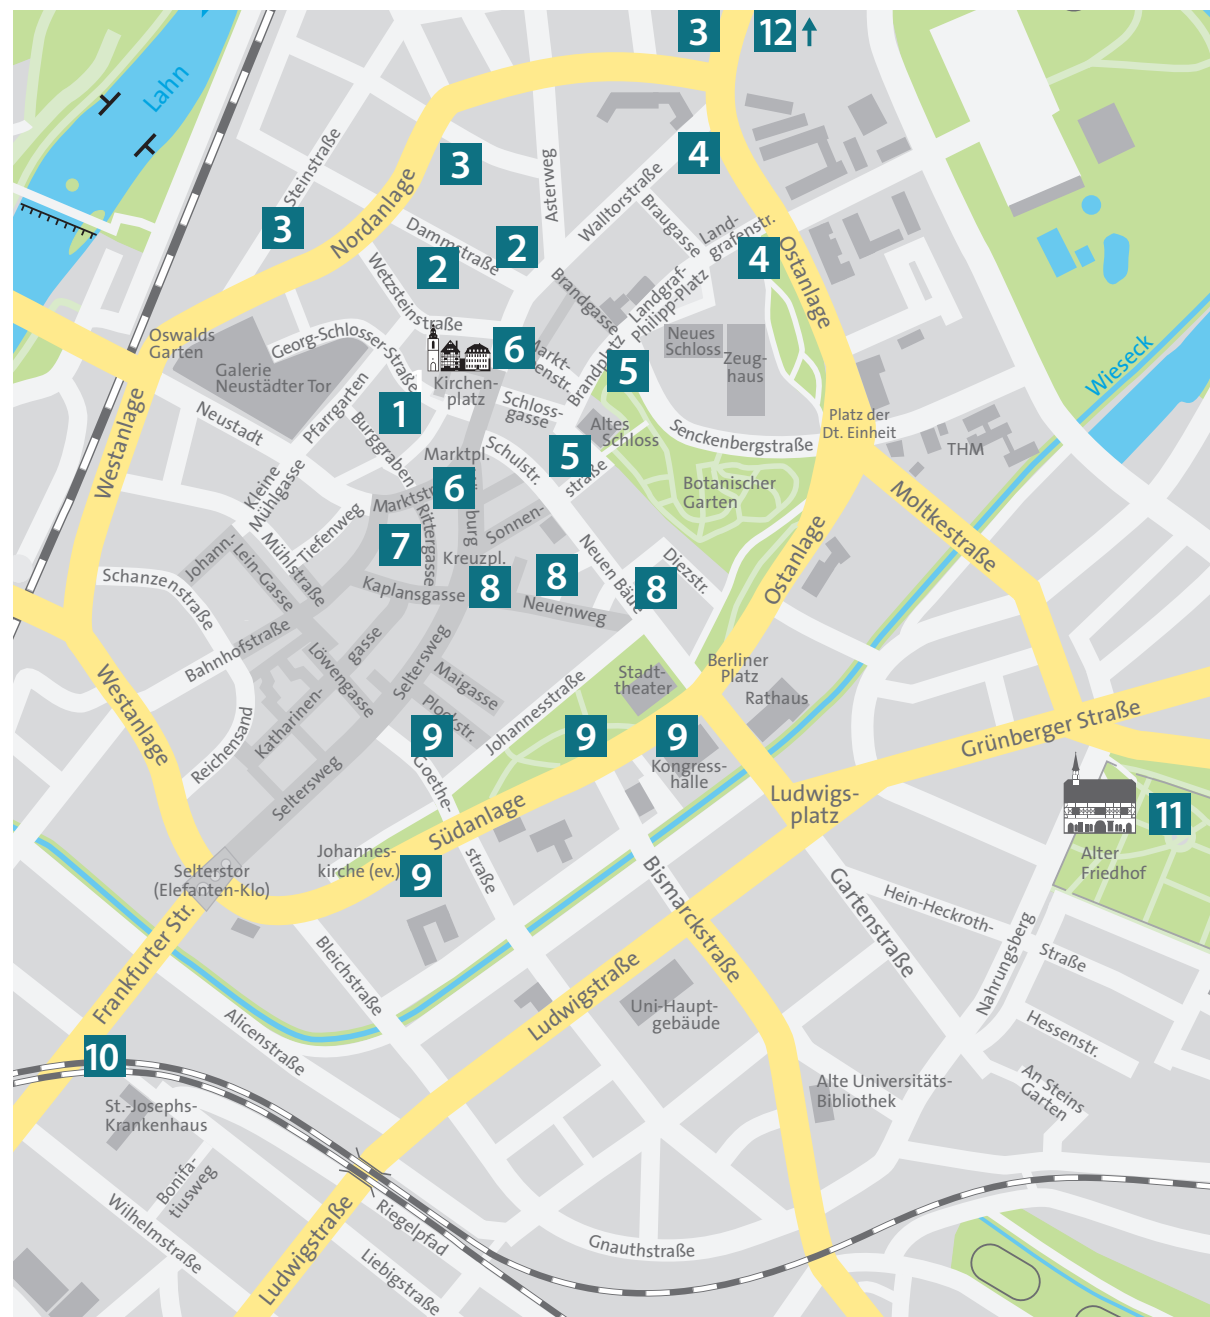 3
12
Lahn
Steinstraße
3
Nordanlage
3
Asterweg
4
Walltorstraße
Braugasse
Land-
grafenstr.
4
Ostanlage
Dammstraße
2
2
Wetzsteinstraße
Brandgasse
Landgraf-
Philipp-Platz
Neues
Schloss
Zeug-
haus
Oswalds
Garten
Galerie
Neustädter Tor
Georg-Schlosser-Straße
6
Markt-
Brandplatz
5
Kirchen-
platz
Schloss-
gasse
Altes
Schloss
Senckenbergstraße
Platz der
Dt. Einheit
THM
Wieseck
Westanlage
Neustadt
Pfarrgarten
1
Burggraben
Marktpl.
Schulstr.
5
straße
Botanischer
Garten
Moltkestraße
Kleine
Mühlgasse
Tiefenweg
Mühlstraße
6
Rittergasse
7
Sonnen-
Kreuzpl.
Kaplansgasse
8
8
Neuenweg
8
Diezstr.
Ostanlage
Johann.-
Lein-Gasse
Schanzenstraße
Bahnhofstraße
Löwengasse
Katharinen-
gasse
Seltersweg
Maigasse
Plockstr.
Johannesstraße
Stadt-
theater
Berliner
Platz
Rathaus
Westanlage
Reichensand
Seltersweg
9
Goethe-
straße
9
9
Kongress-
halle
Grünberger Straße
Südanlage
Ludwigs-
platz
11
Alter
Friedhof
Johannes-
kirche (ev.)
9
Selterstor
(Elefanten-Klo)
Frankfurter Str.
Bleichstraße
Alicenstraße
Bismarckstraße
Gartenstraße
Hein-Heckroth-
Straße
Nahrungsberg
Hessenstr.
An Steins
Garten
Ludwigstraße
Uni-Haupt-
gebäude
Alte Universitäts-
Bibliothek
10
St.-Josephs-
Krankenhaus
Bonifa-
tiusweg
Wilhelmstraße
Ludwigstraße
Riegelpfad
Liebigstraße
Gnauthstraße